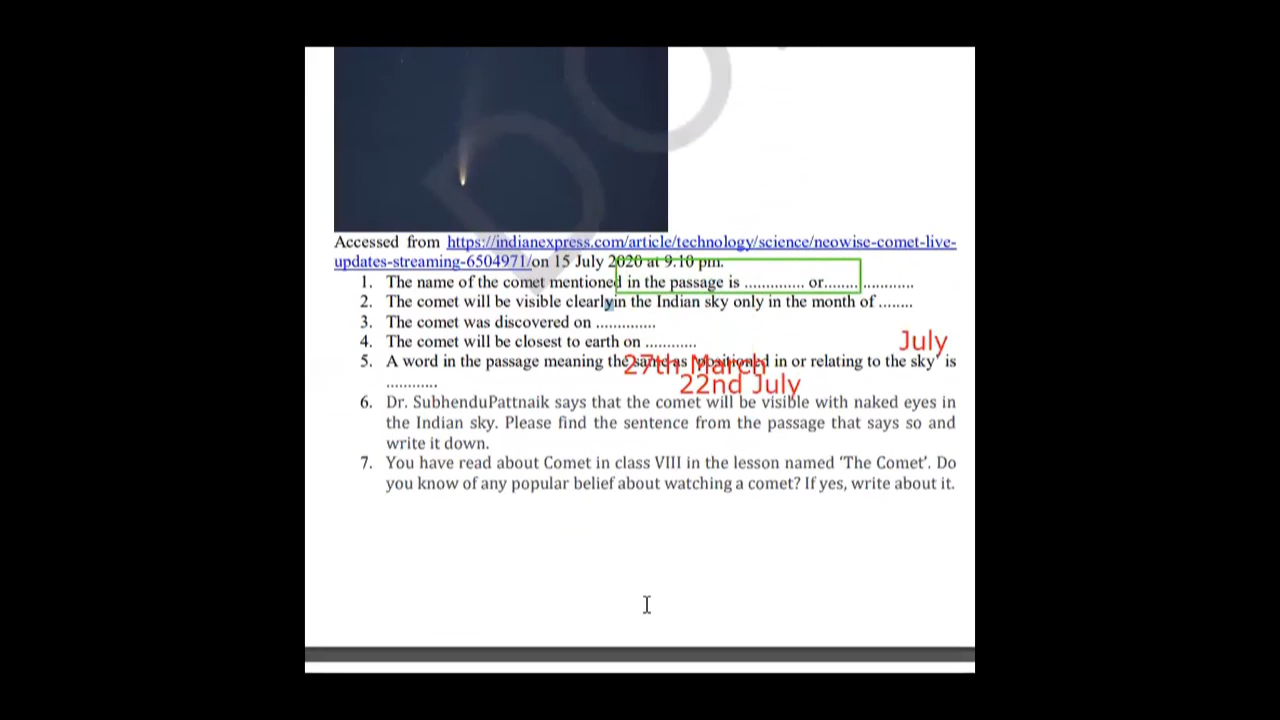 Accessed from https://indianexpress.com/article/technology/science/neowise-comet-live-
updates-streaming-6504971/on 15 July 2020 at 9.10 pm.
1. The name of the comet mentioned in the passage is .............. or.....................
2. The comet will be visible clearlyin the Indian sky only in the month of ........
3. The comet was discovered on ..............
4. The comet will be closest to earth on ............
July
5. A word in the passage meaning the same as 'positioned in or relating to the sky' is
27th March
............
22nd July
6. Dr. SubhenduPattnaik says that the comet will be visible with naked eyes in
the Indian sky. Please find the sentence from the passage that says so and
write it down.
7. You have read about Comet in class VIII in the lesson named 'The Comet'. Do
you know of any popular belief about watching a comet? If yes, write about it.